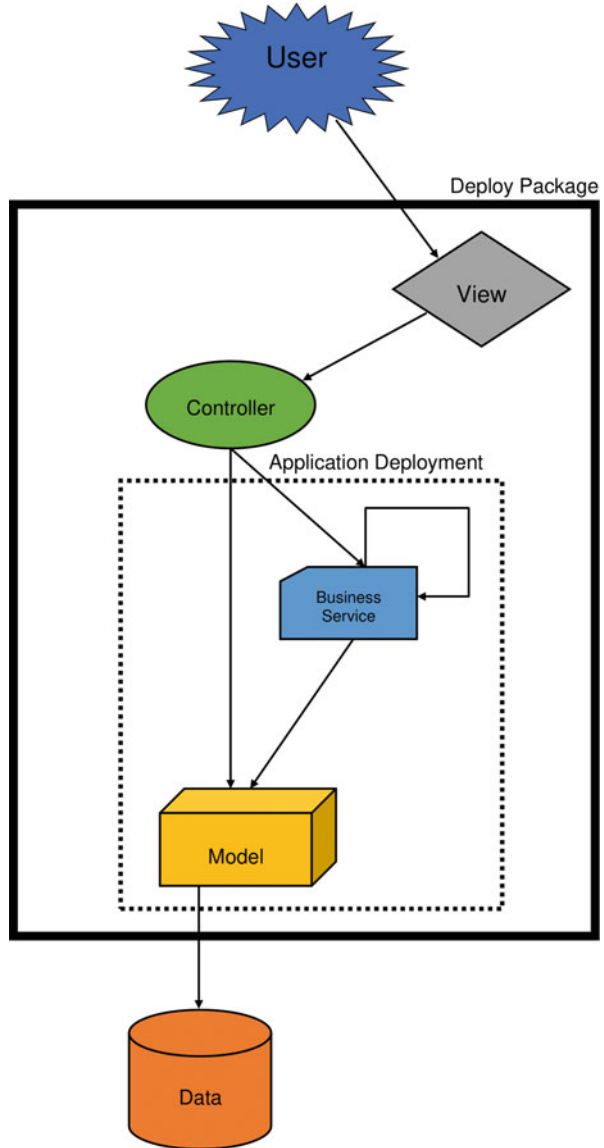 User
Deploy Package
View
Controller
Application Deployment
Business
Service
Model
Data